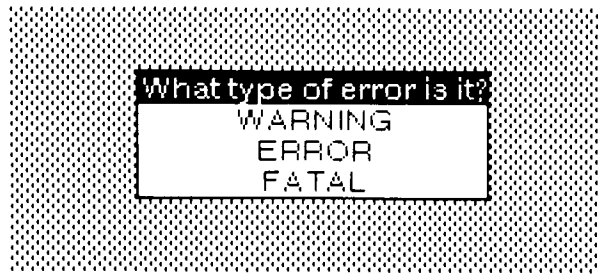 What type of error is it?
WARNING
ERROR
FATAL